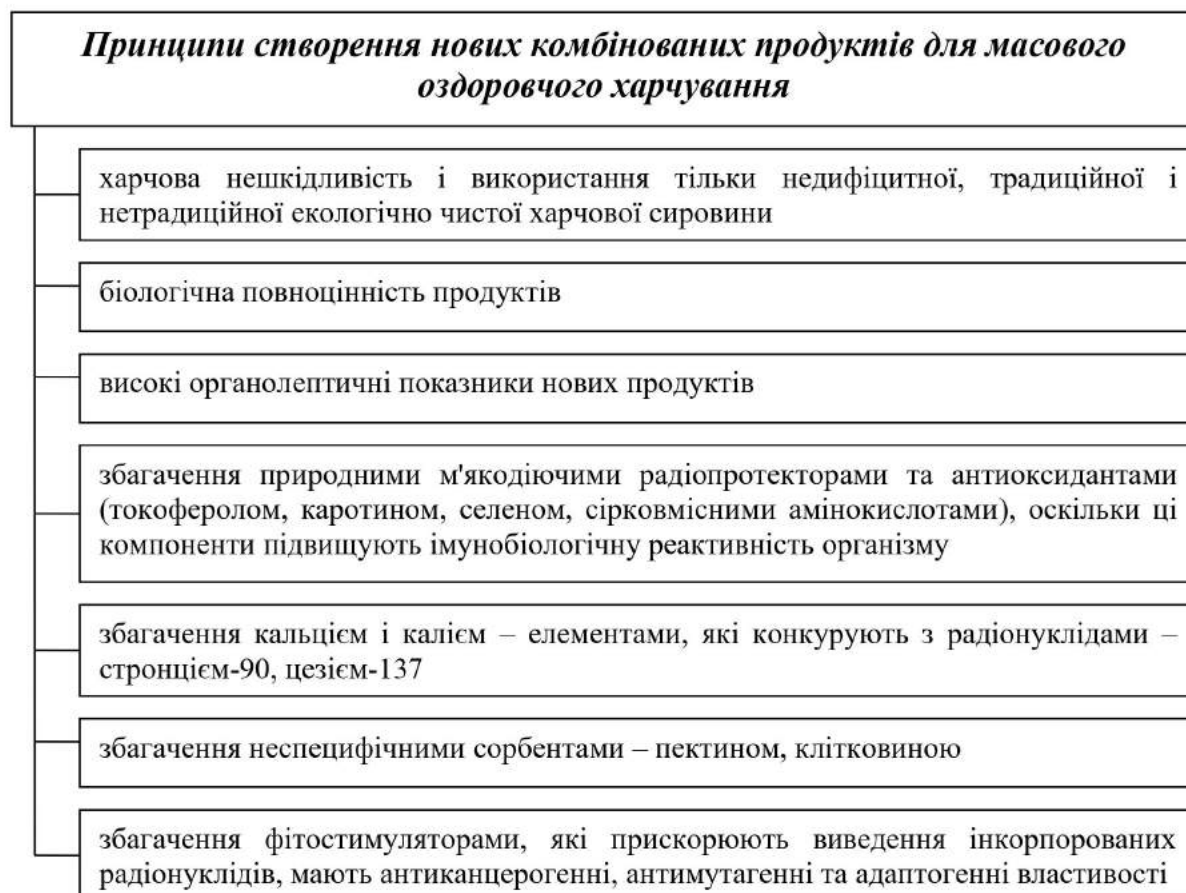 Принципи створення нових комбінованих продуктів для масового
оздоровчого харчування
харчова нешкідливість і використання тільки недифіцитної, традиційної і
нетрадиційної екологічно чистої харчової сировини
біологічна повноцінність продуктів
високі органолептичні показники нових продуктів
збагачення природними м'якодіючими радіопротекторами та антиоксидантами
(токоферолом, каротином, селеном, сірковмісними амінокислотами), оскільки ці
компоненти підвищують імунобіологічну реактивність організму
збагачення кальцієм і калієм – елементами, які конкурують з радіонуклідами –
стронцієм-90, цезієм-137
збагачення неспецифічними сорбентами – пектином, клітковиною
збагачення фітостимуляторами, які прискорюють виведення інкорпорованих
радіонуклідів, мають антиканцерогенні, антимутагенні та адаптогенні властивості